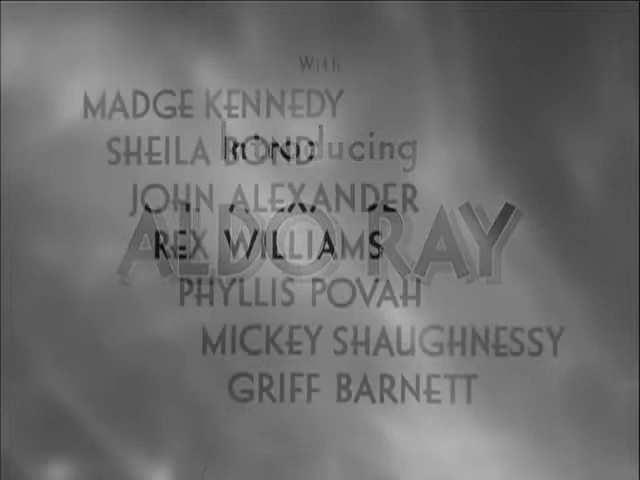 With
MADGE KENNEDY
SHEILA BOND
Introducing
JOHN ALEXANDER
ALDO RAY
REX WILLIAMS
PHYLLIS POVAH
MICKEY SHAUGHNESSY
GRIFF BARNETT